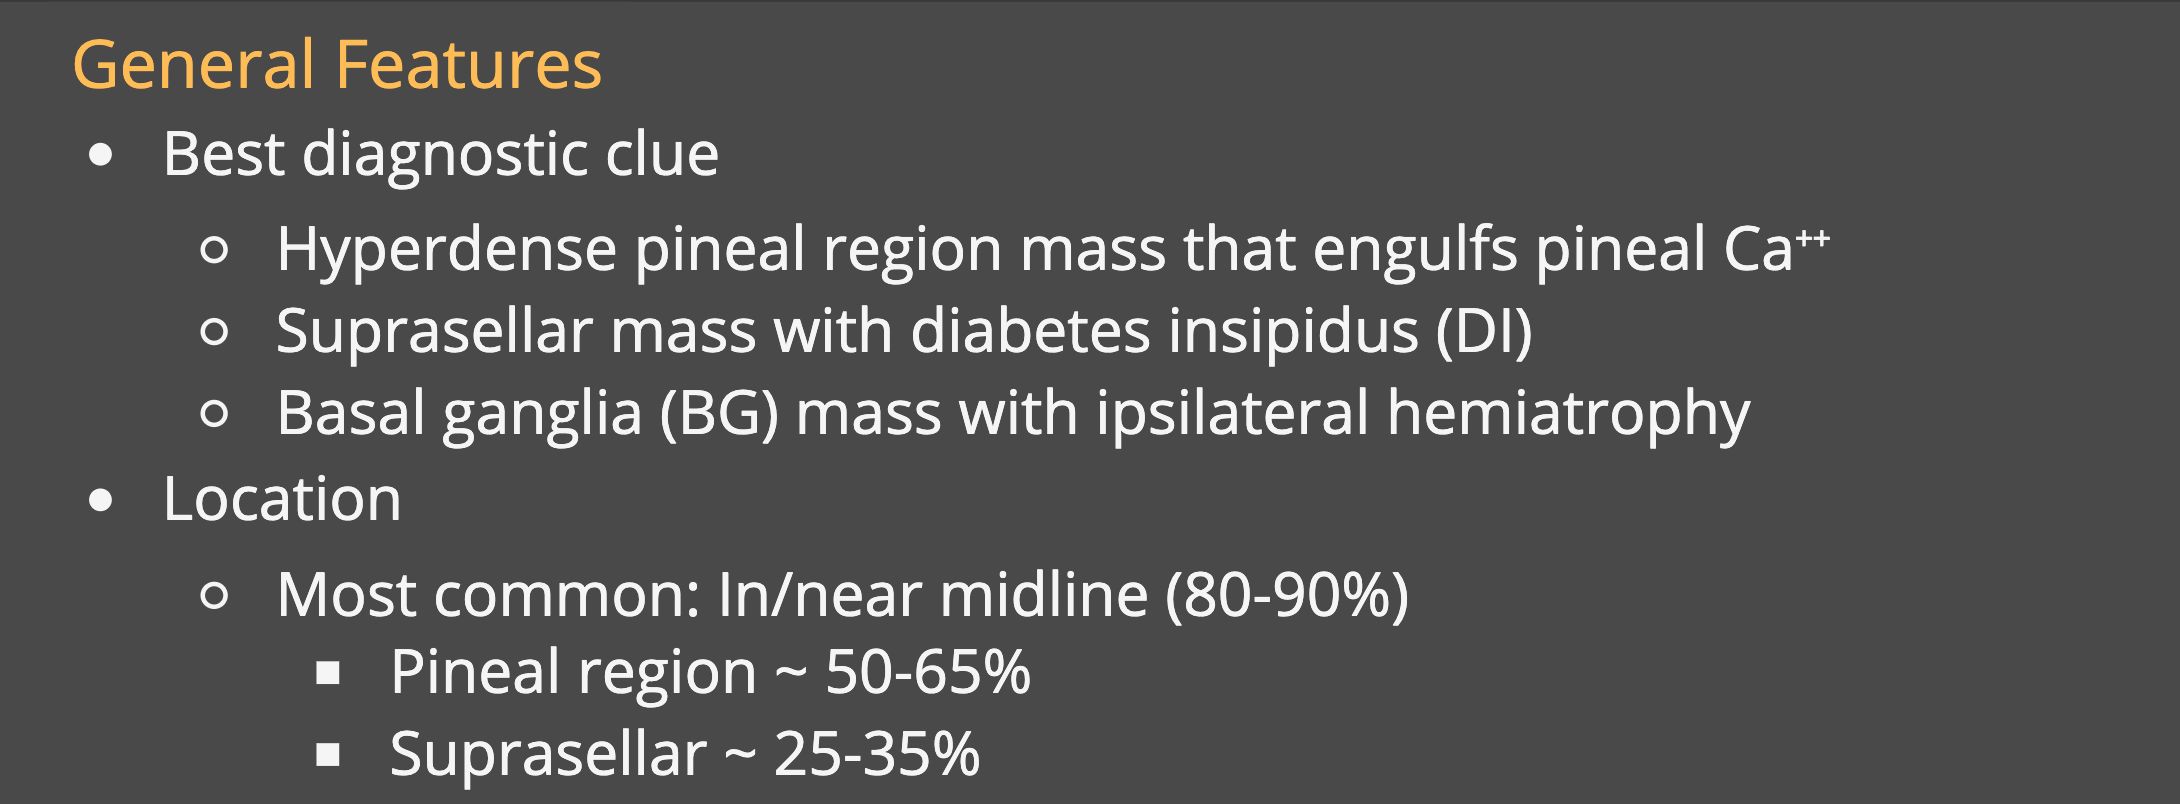 General Features
• Best diagnostic clue
○ Hyperdense pineal region mass that engulfs pineal Ca⁺⁺
○ Suprasellar mass with diabetes insipidus (DI)
○ Basal ganglia (BG) mass with ipsilateral hemiatrophy
• Location
○ Most common: In/near midline (80-90%)
▪ Pineal region ~ 50-65%
▪ Suprasellar ~ 25-35%